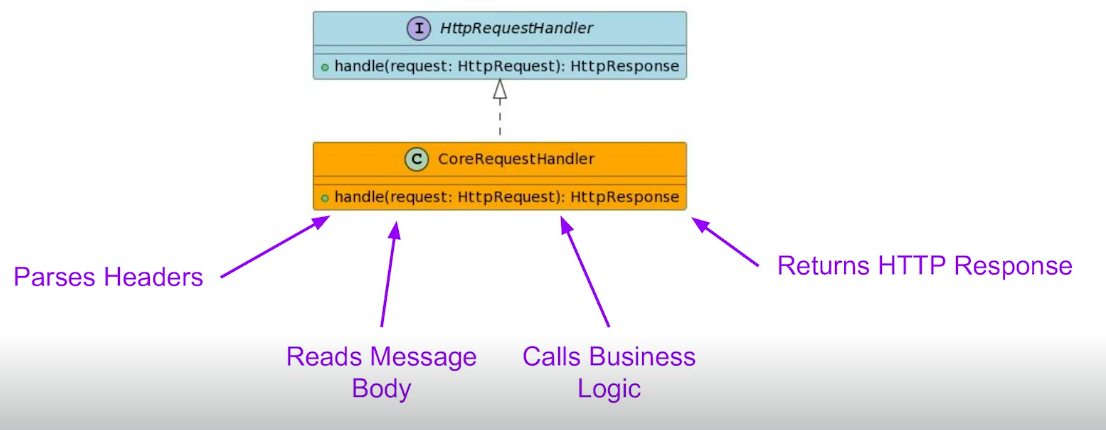 I HttpRequestHandler
handle(request: HttpRequest): HttpResponse
C CoreRequestHandler
handle(request: HttpRequest): HttpResponse
Parses Headers
Reads Message
Body
Calls Business
Logic
Returns HTTP Response